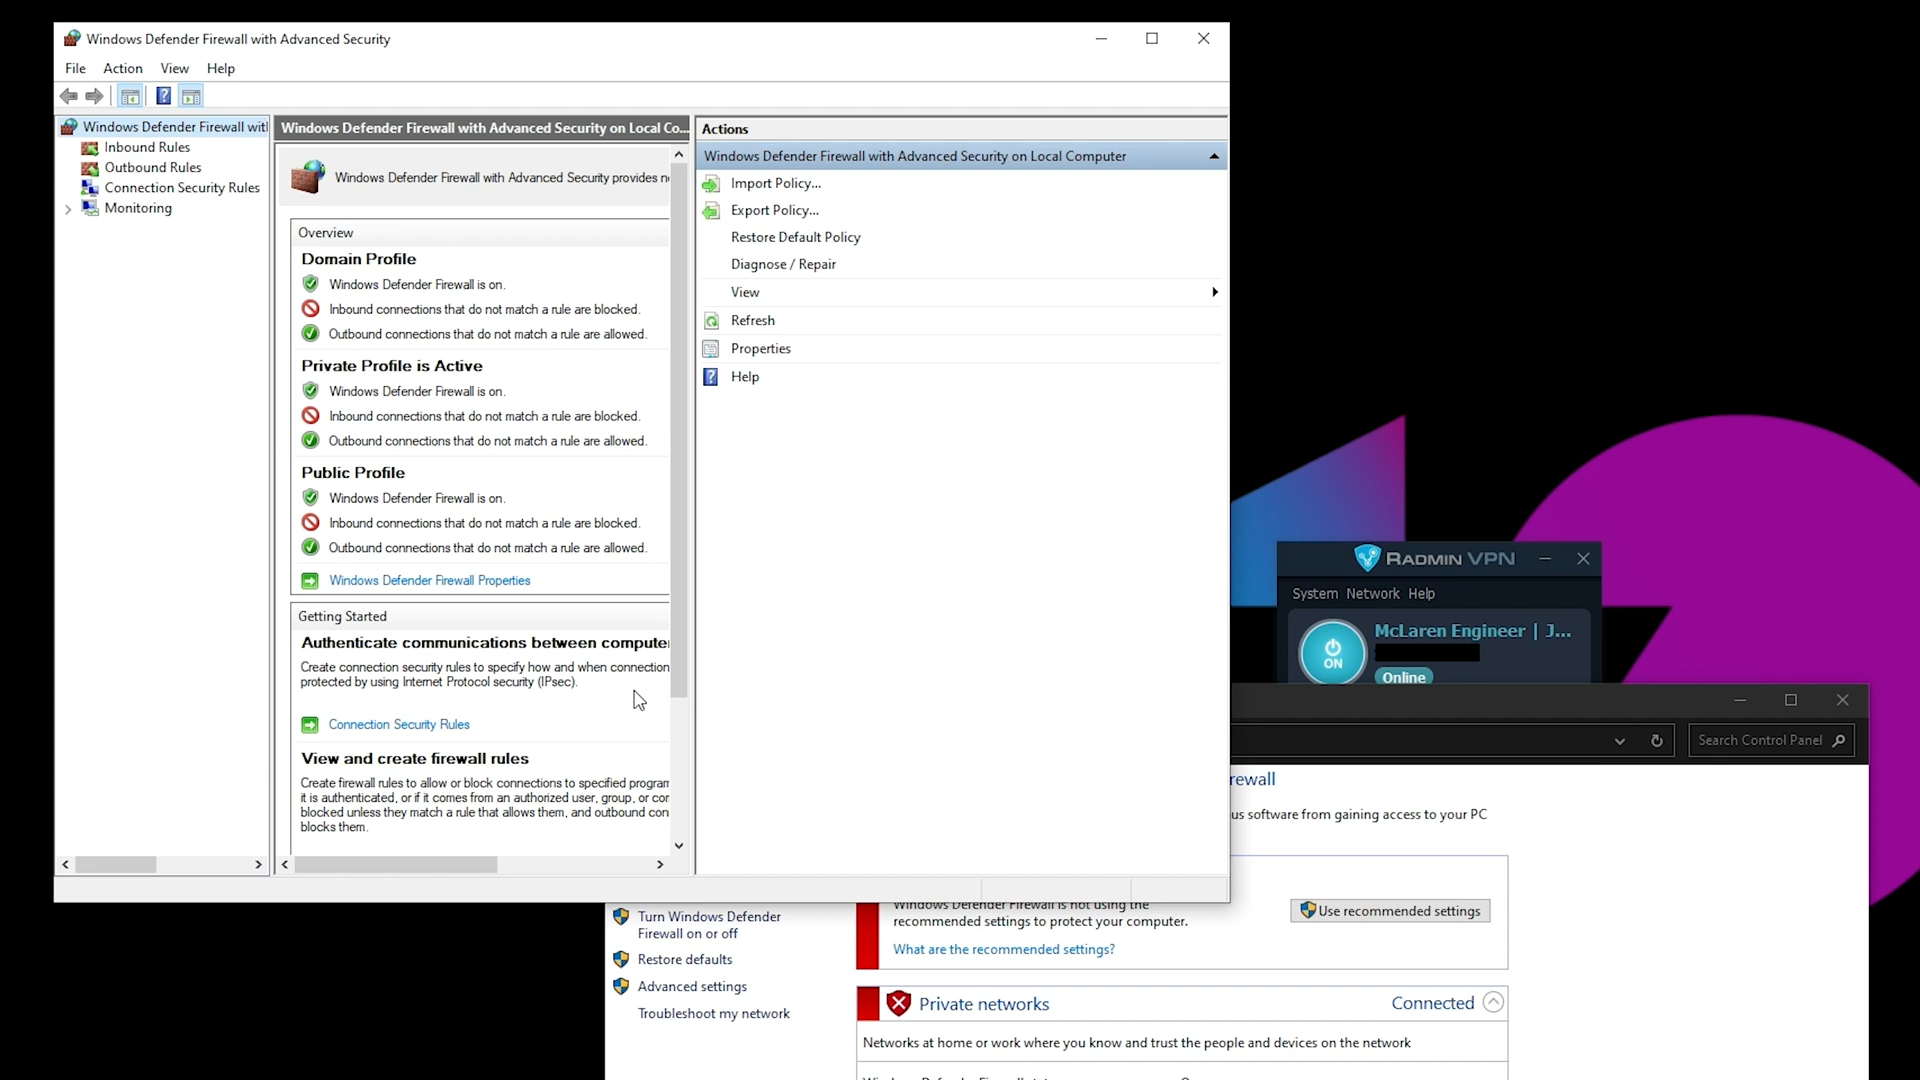 Windows Defender Firewall with Advanced Security
File Action View Help
Windows Defender Firewall wit
Inbound Rules
Outbound Rules
Connection Security Rules
Monitoring
Windows Defender Firewall with Advanced Security on Local Co...
Windows Defender Firewall with Advanced Security provides n
Overview
Domain Profile
Windows Defender Firewall is on.
Inbound connections that do not match a rule are blocked.
Outbound connections that do not match a rule are allowed.
Private Profile is Active
Windows Defender Firewall is on.
Inbound connections that do not match a rule are blocked.
Outbound connections that do not match a rule are allowed.
Public Profile
Windows Defender Firewall is on.
Inbound connections that do not match a rule are blocked.
Outbound connections that do not match a rule are allowed.
Windows Defender Firewall Properties
Getting Started
Authenticate communications between compute
Create connection security rules to specify how and when connection
protected by using Internet Protocol security (IPsec).
Connection Security Rules
View and create firewall rules
Create firewall rules to allow or block connections to specified program
it is authenticated, or if it comes from an authorized user, group, or co
blocked unless they match a rule that allows them, and outbound con
blocks them.
Actions
Windows Defender Firewall with Advanced Security on Local Computer
Import Policy...
Export Policy...
Restore Default Policy
Diagnose / Repair
View
Refresh
Properties
Help
RADMIN VPN
System Network Help
ON
McLaren Engineer | J...
Online
Search Control Panel
rewall
us software from gaining access to your PC
Turn Windows Defender
Firewall on or off
Restore defaults
Advanced settings
Troubleshoot my network
Windows Defender Firewall is not using the
recommended settings to protect your computer.
What are the recommended settings?
Use recommended settings
Private networks
Connected
Networks at home or work where you know and trust the people and devices on the network